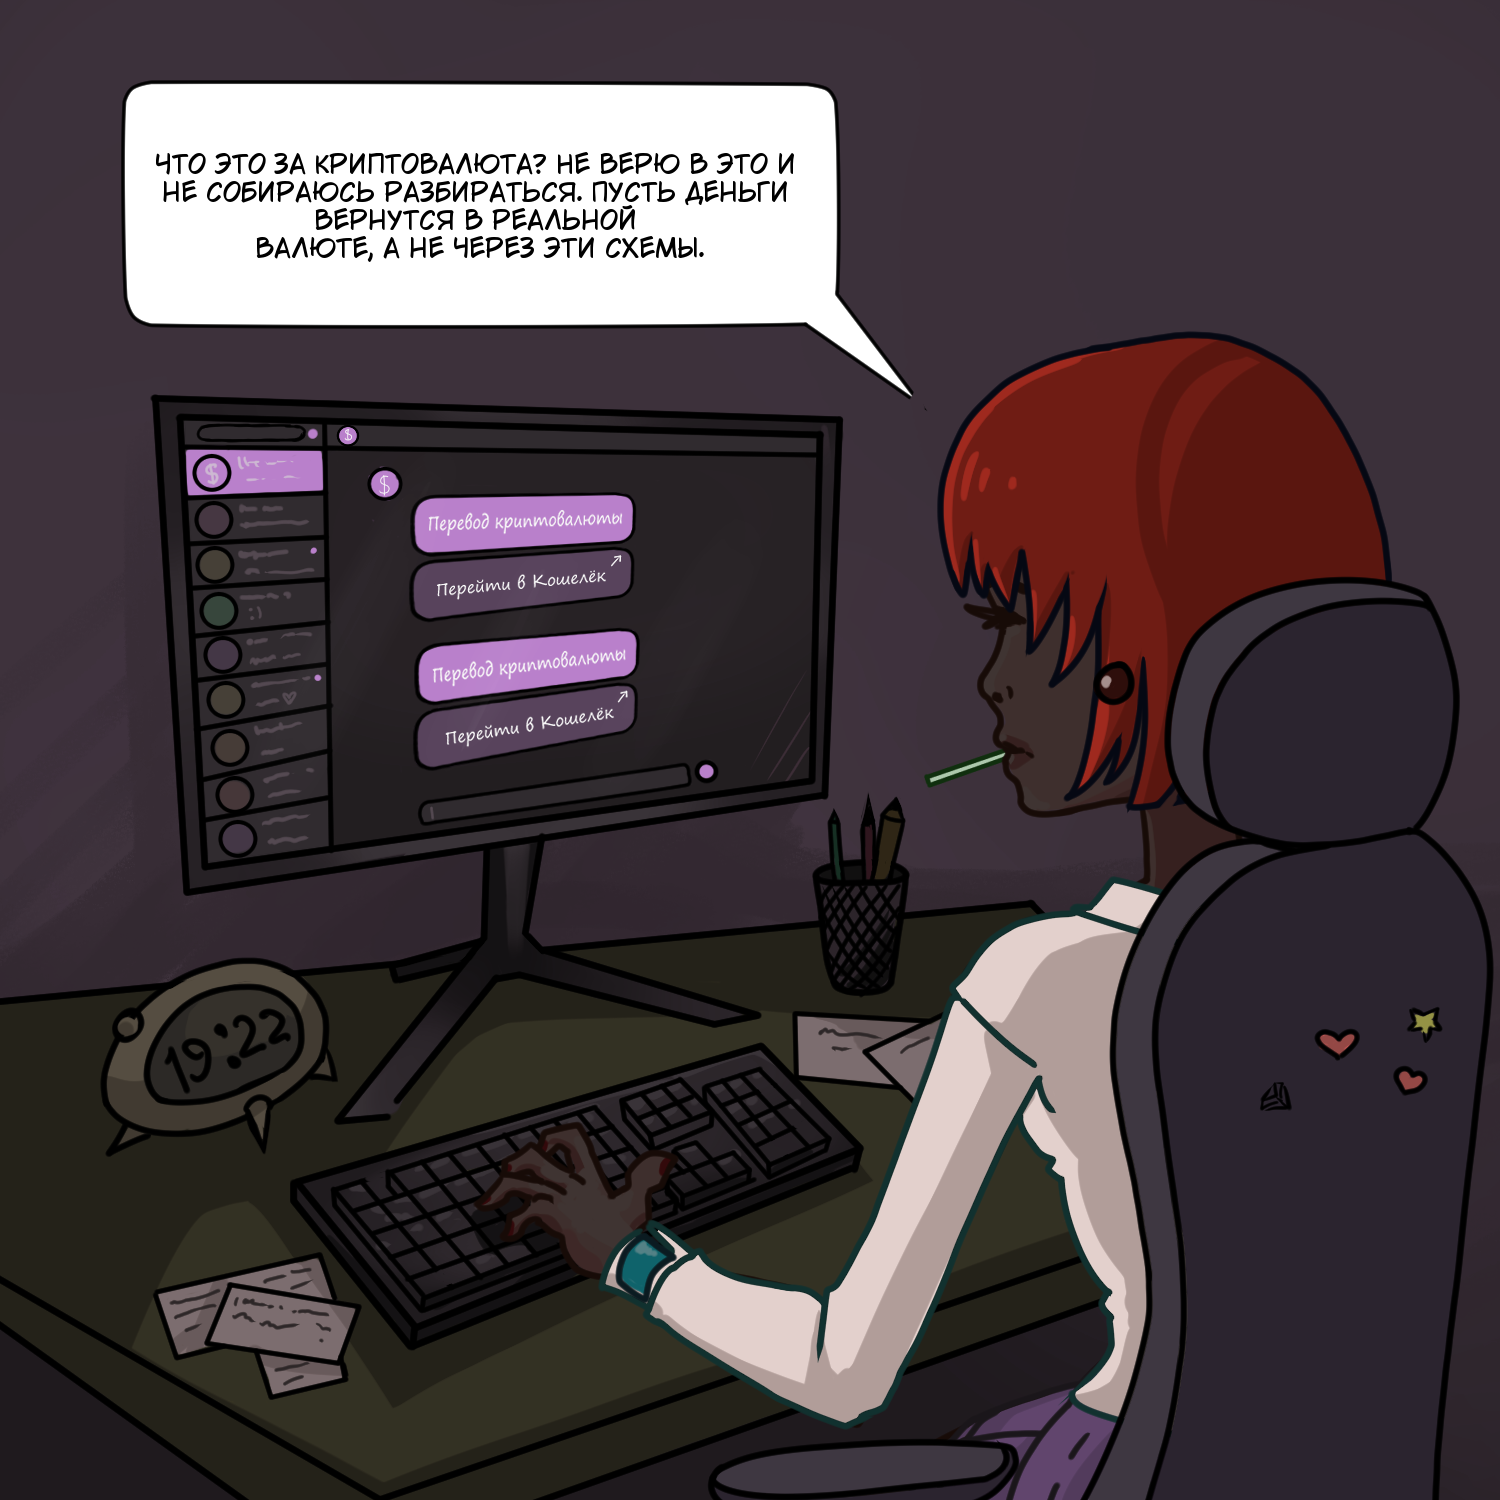 ЧТО ЭТО ЗА КРИПТОВАЛЮТА? НЕ ВЕРЮ В ЭТО И
НЕ СОБИРАЮСЬ РАЗБИРАТЬСЯ. ПУСТЬ ДЕНЬГИ
ВЕРНУТСЯ В РЕАЛЬНОЙ
ВАЛЮТЕ, А НЕ ЧЕРЕЗ ЭТИ СХЕМЫ.
$
$
$
Перевод криптовалюты
Перейти в Кошелёк
:)
Перевод криптовалюты
Перейти в Кошелёк
19:22